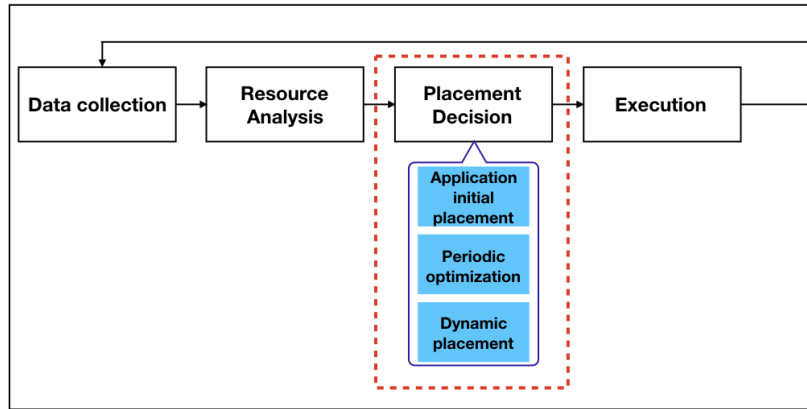 Data collection
Resource
Analysis
Placement
Decision
Execution
Application
initial
placement
Periodic
optimization
Dynamic
placement